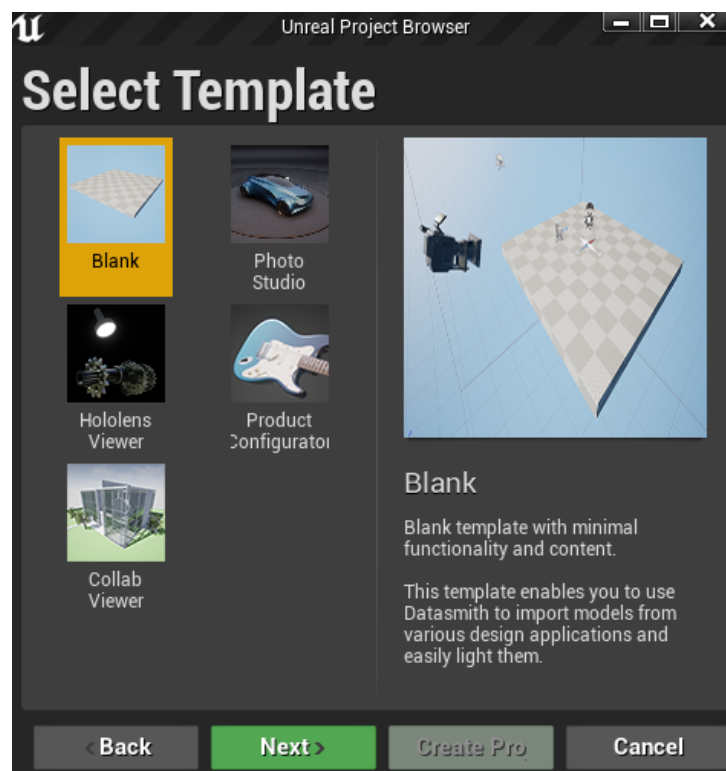 Unreal Project Browser
Select Template
Blank
Photo
Studio
Hololens
Viewer
Product
Configurator
Collab
Viewer
Blank
Blank template with minimal
functionality and content.
This template enables you to use
Datasmith to import models from
various design applications and
easily light them.
< Back
Next >
Create Pro
Cancel